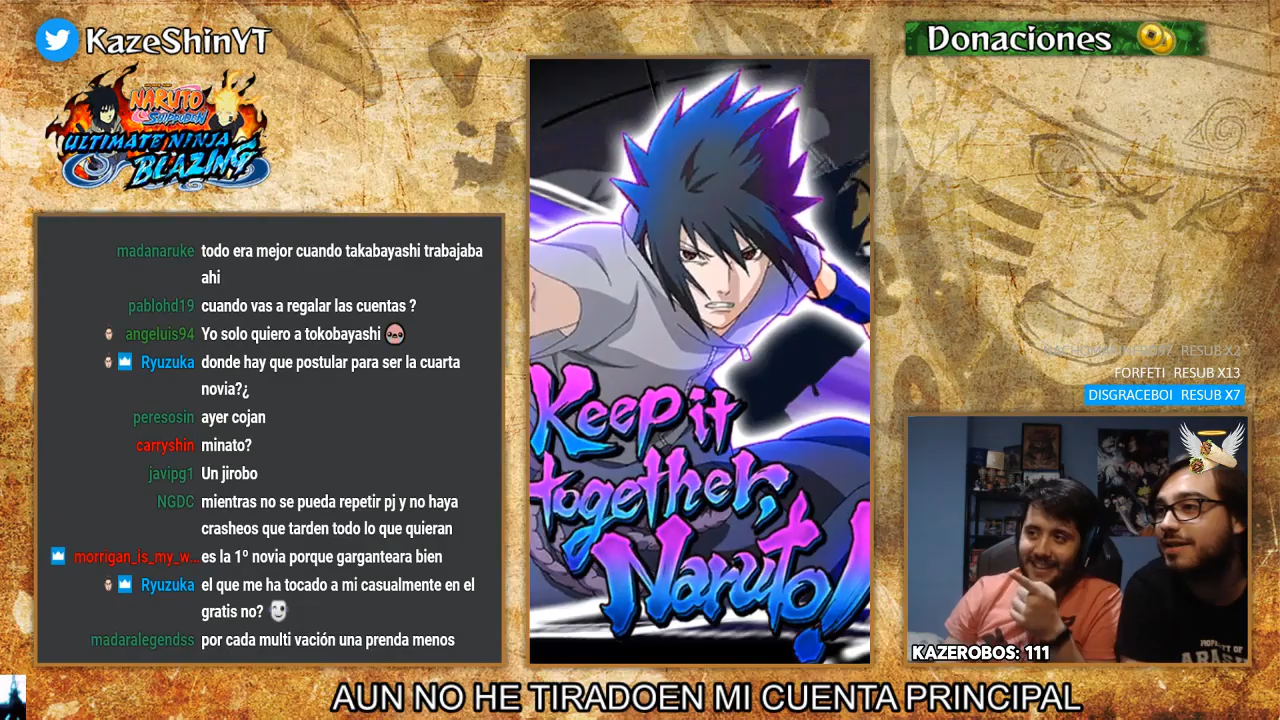 KazeShinYT
NARUTO
SHIPPUDEN
ULTIMATE NINJA
BLAZING
madanaruke todo era mejor cuando takabayashi trabajaba
ahi
pablohd19 cuando vas a regalar las cuentas ?
angeluis94 Yo solo quiero a tokobayashi
Ryuzuka donde hay que postular para ser la cuarta
novia?¿
peresosin ayer cojan
carryshin minato?
javipg1 Un jirobo
NGDC mientras no se pueda repetir pj y no haya
crasheos que tarden todo lo que quieran
morrigan_is_my_w... es la 1º novia porque garganteara bien
Ryuzuka el que me ha tocado a mi casualmente en el
gratis no?
madaralegendss por cada multi vación una prenda menos
Keep it
together,
Naruto!
Donaciones
RESUB X2
FORFETI RESUB X13
DISGRACEBOI RESUB X7
PROPERTY OF
KAZEROBOS: 111
AUN NO HE TIRADOEN MI CUENTA PRINCIPAL